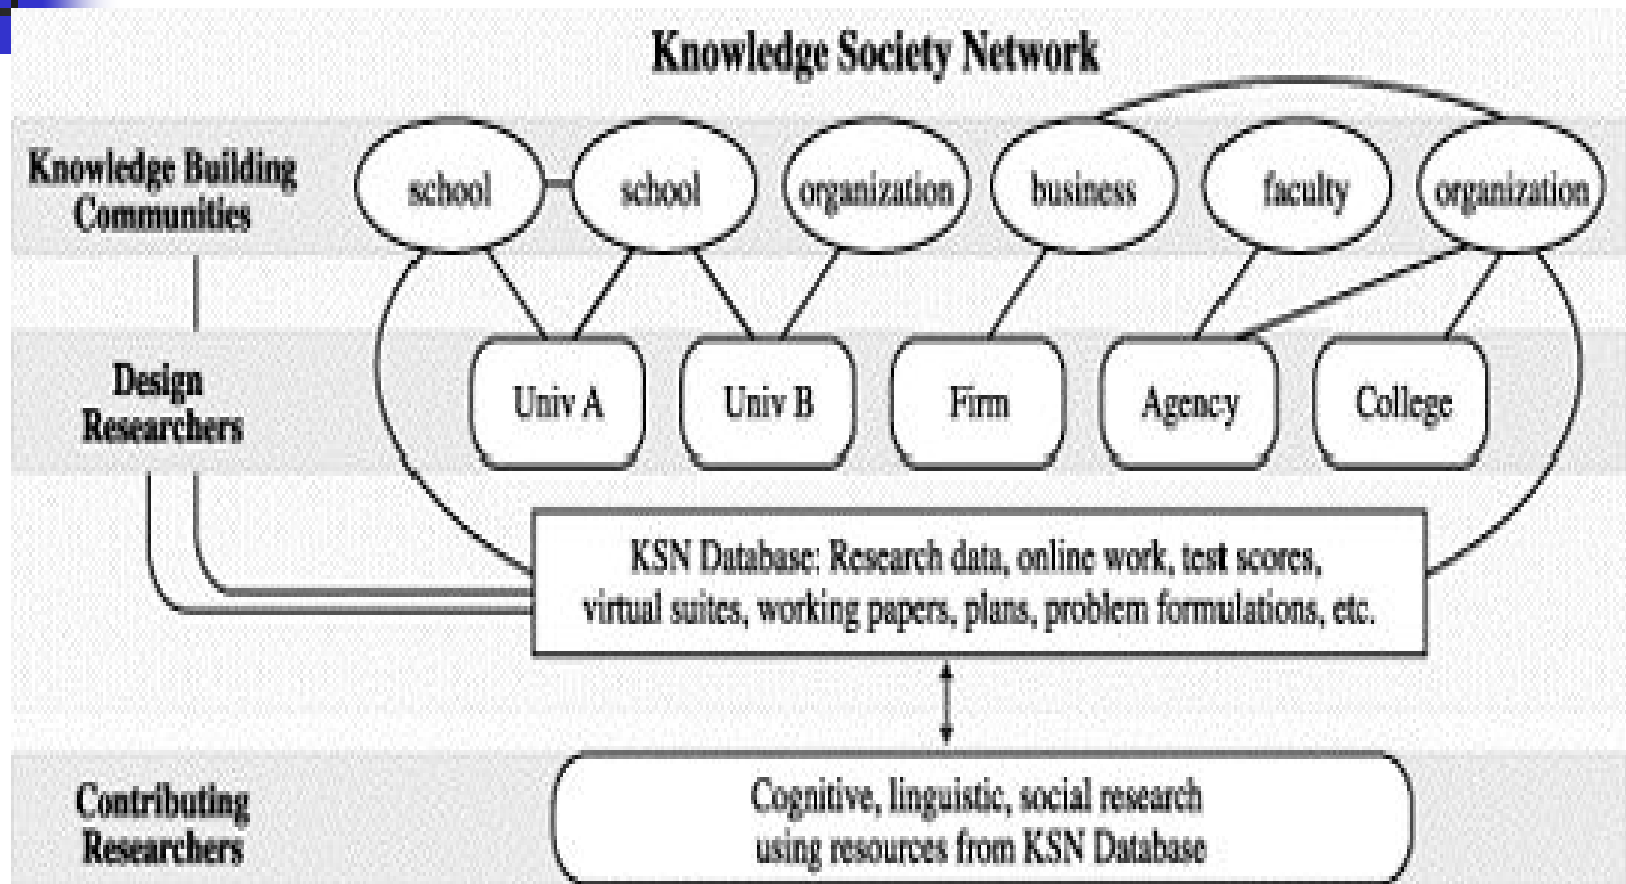 Knowledge Society Network
Knowledge Building
Communities
school
school
organization
business
faculty
organization
Design
Researchers
Univ A
Univ B
Firm
Agency
College
KSN Database: Research data, online work, test scores,
virtual suites, working papers, plans, problem formulations, etc.
Contributing
Researchers
Cognitive, linguistic, social research
using resources from KSN Database